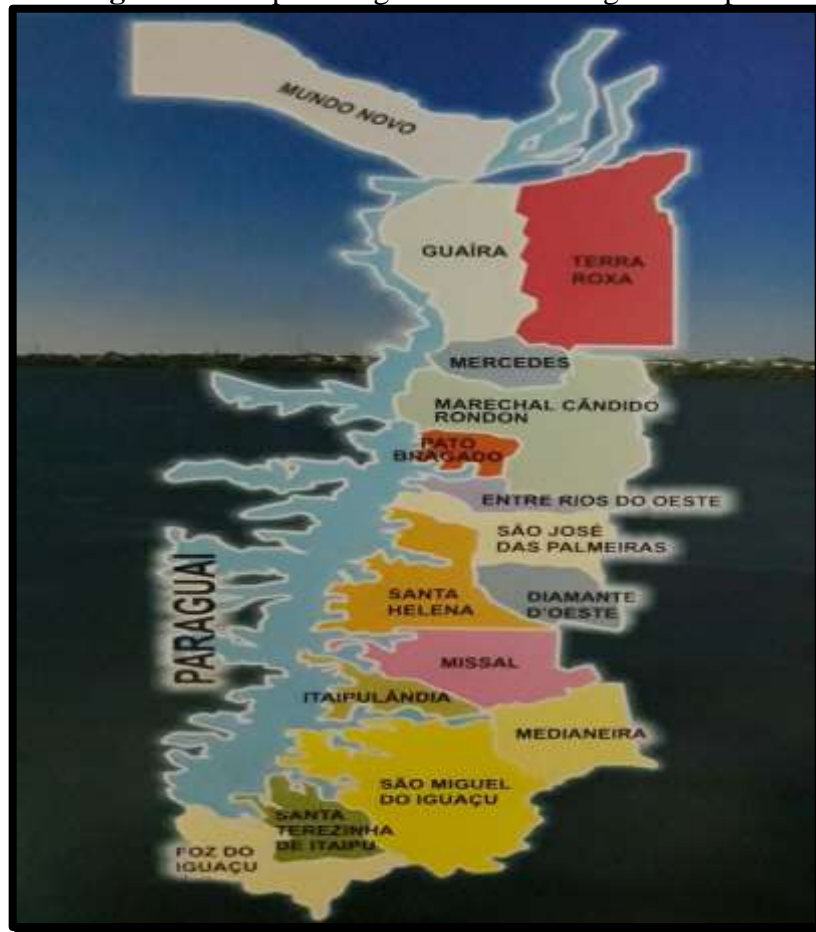 MUNDO NOVO
GUAÍRA
TERRA
ROXA
MERCEDES
MARECHAL CÂNDIDO
RONDON
PATO
BRAGADO
ENTRE RIOS DO OESTE
SÃO JOSÉ
DAS PALMEIRAS
PARAGUAI
SANTA
HELENA
DIAMANTE
D'OESTE
MISSAL
ITAIPULÂNDIA
MEDIANEIRA
SÃO MIGUEL
DO IGUAÇU
SANTA
TEREZINHA
DE ITAIPU
FOZ DO
IGUAÇU